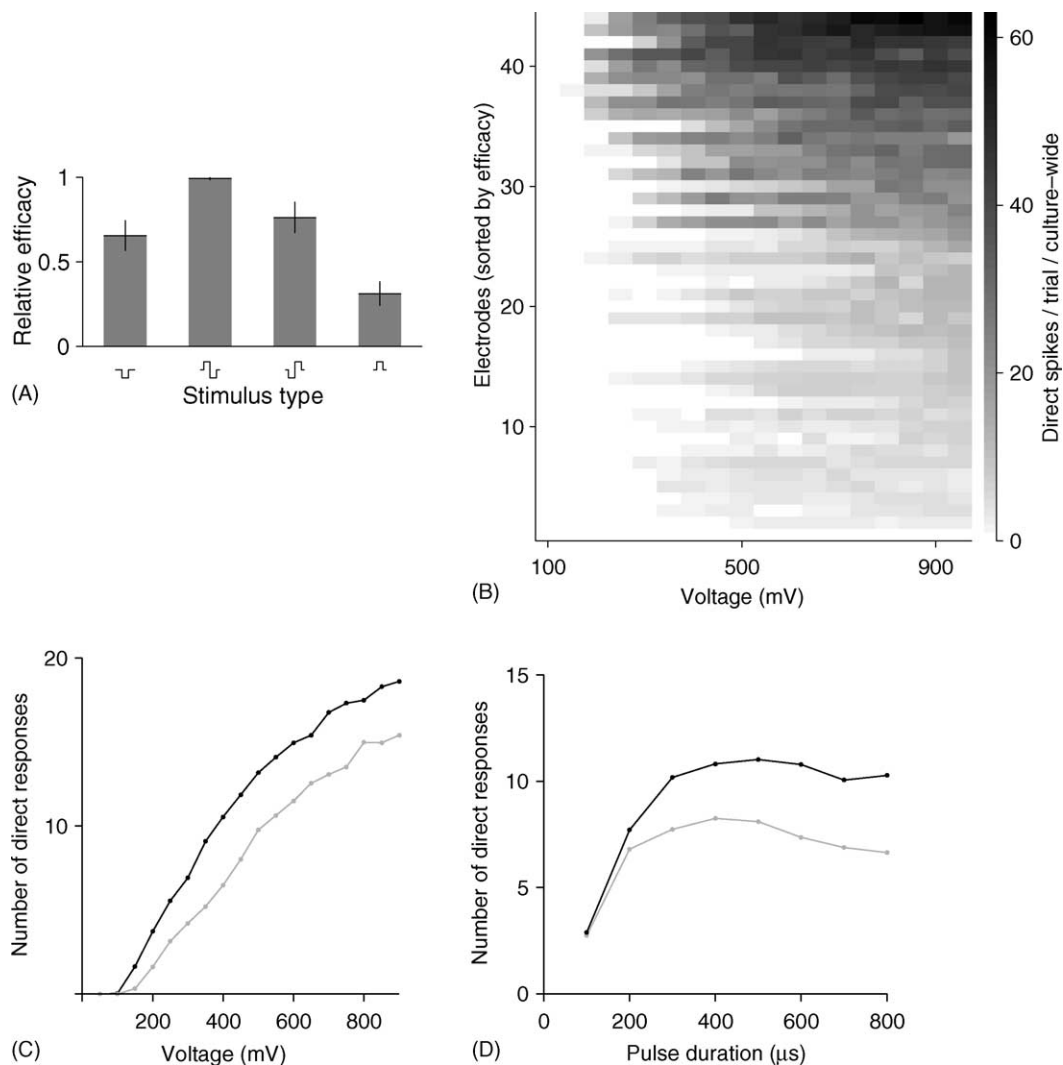 Relative efficacy
1
0.5
0
Stimulus type
(A)
Electrodes (sorted by efficacy)
40
30
20
10
100
500
900
Voltage (mV)
(B)
60
40
20
0
Direct spikes / trial / culture–wide
Number of direct responses
20
10
200
400
600
800
Voltage (mV)
(C)
Number of direct responses
15
10
5
0
0
200
400
600
800
Pulse duration (μs)
(D)